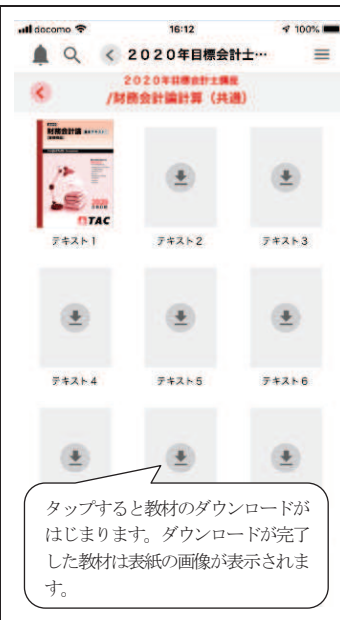 docomo 16:12 100%
2020年目標会計士…
2020年目標会計士講座
/財務会計論計算（共通）
財務会計論
2020
TAC
テキスト1 テキスト2 テキスト3
テキスト4 テキスト5 テキスト6
タップすると教材のダウンロードが
はじまります。ダウンロードが完了
した教材は表紙の画像が表示されま
す。